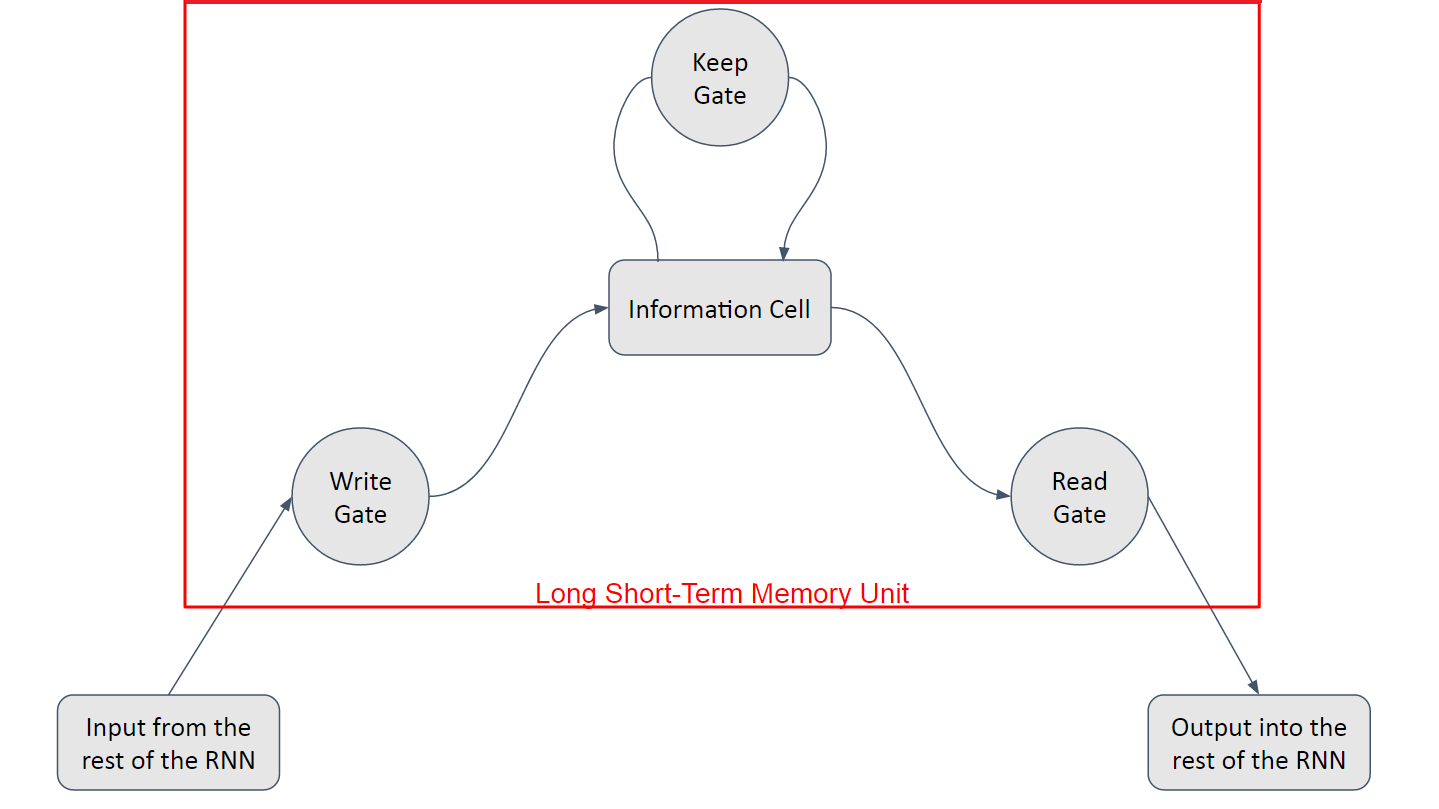 Keep
Gate
Information Cell
Write
Gate
Read
Gate
Long Short-Term Memory Unit
Input from the
rest of the RNN
Output into the
rest of the RNN